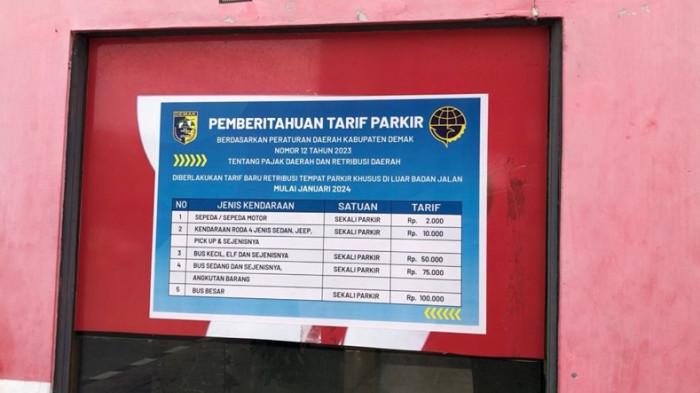 DEMAK
PEMBERITAHUAN TARIF PARKIR
BERDASARKAN PERATURAN DAERAH KABUPATEN DEMAK
NOMOR 12 TAHUN 2023
TENTANG PAJAK DAERAH DAN RETRIBUSI DAERAH
DIBERLAKUKAN TARIF BARU RETRIBUSI TEMPAT PARKIR KHUSUS DI LUAR BADAN JALAN
MULAI JANUARI 2024
NO JENIS KENDARAAN SATUAN TARIF
1 SEPEDA / SEPEDA MOTOR SEKALI PARKIR Rp. 2.000
2 KENDARAAN RODA 4 JENIS SEDAN, JEEP, SEKALI PARKIR Rp. 10.000
PICK UP & SEJENISNYA
3 BUS KECIL, ELF DAN SEJENISNYA SEKALI PARKIR Rp. 50.000
4 BUS SEDANG DAN SEJENISNYA, SEKALI PARKIR Rp. 75.000
ANGKUTAN BARANG
5 BUS BESAR SEKALI PARKIR Rp. 100.000